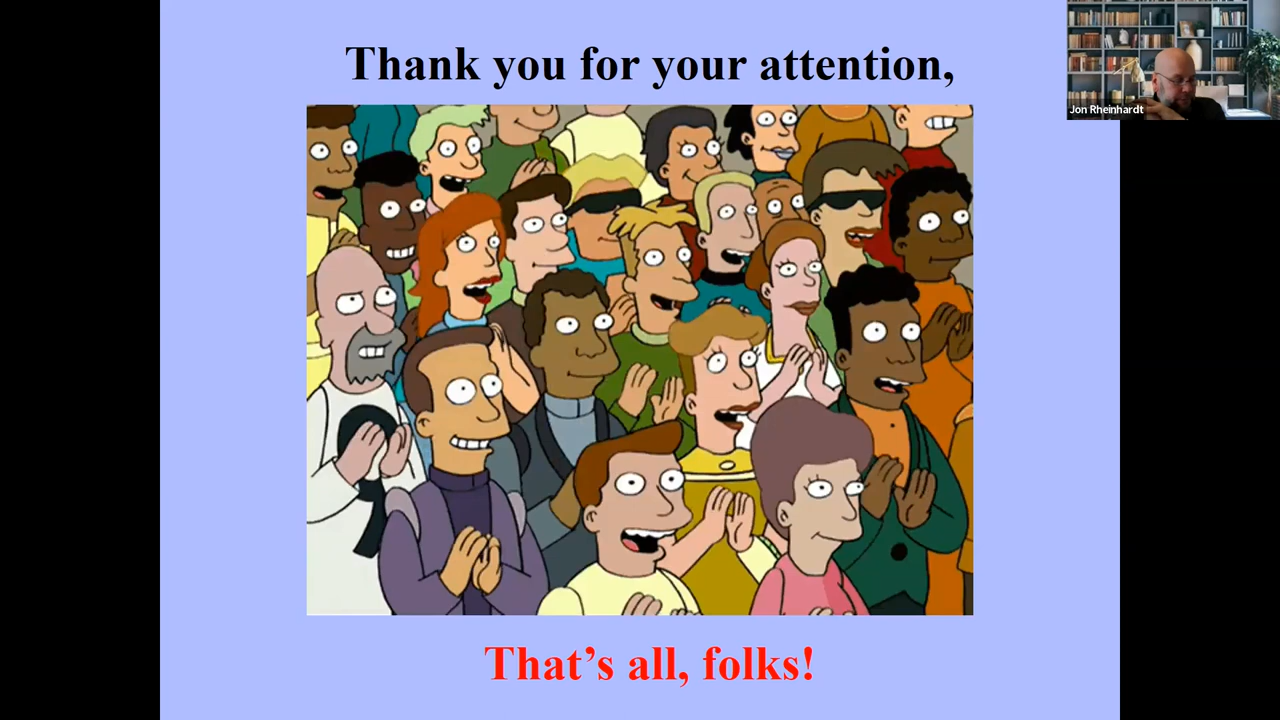 Thank you for your attention,
Jon Rheinhardt
That’s all, folks!